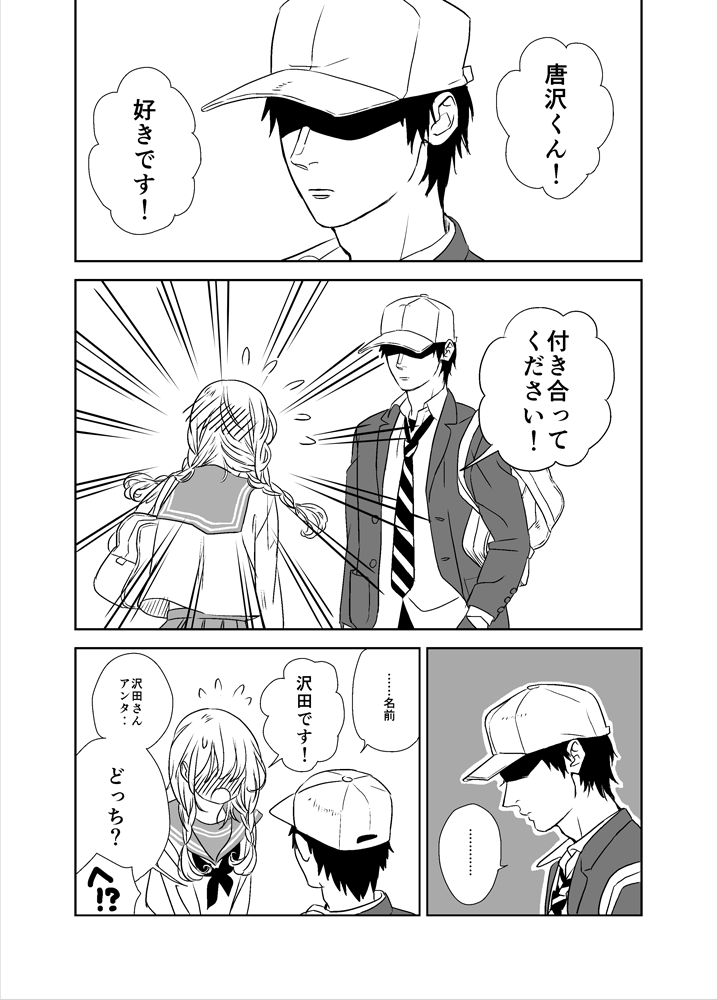 唐沢くん！
好きです！
付き合って
ください！
………
……名前
沢田です！
沢田さん
アンタ‥
どっち？
へ!?